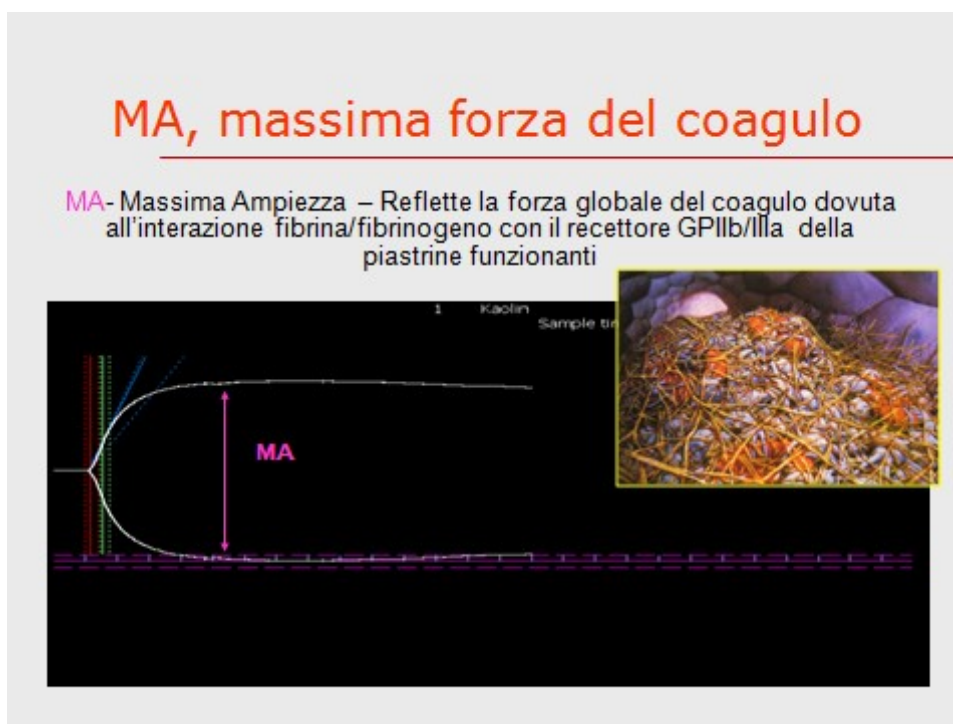 MA, massima forza del coagulo
MA- Massima Ampiezza – Reflette la forza globale del coagulo dovuta
all'interazione fibrina/fibrinogeno con il recettore GPIIb/IIIa della
piastrine funzionanti
1 Kaolin
Sample
MA